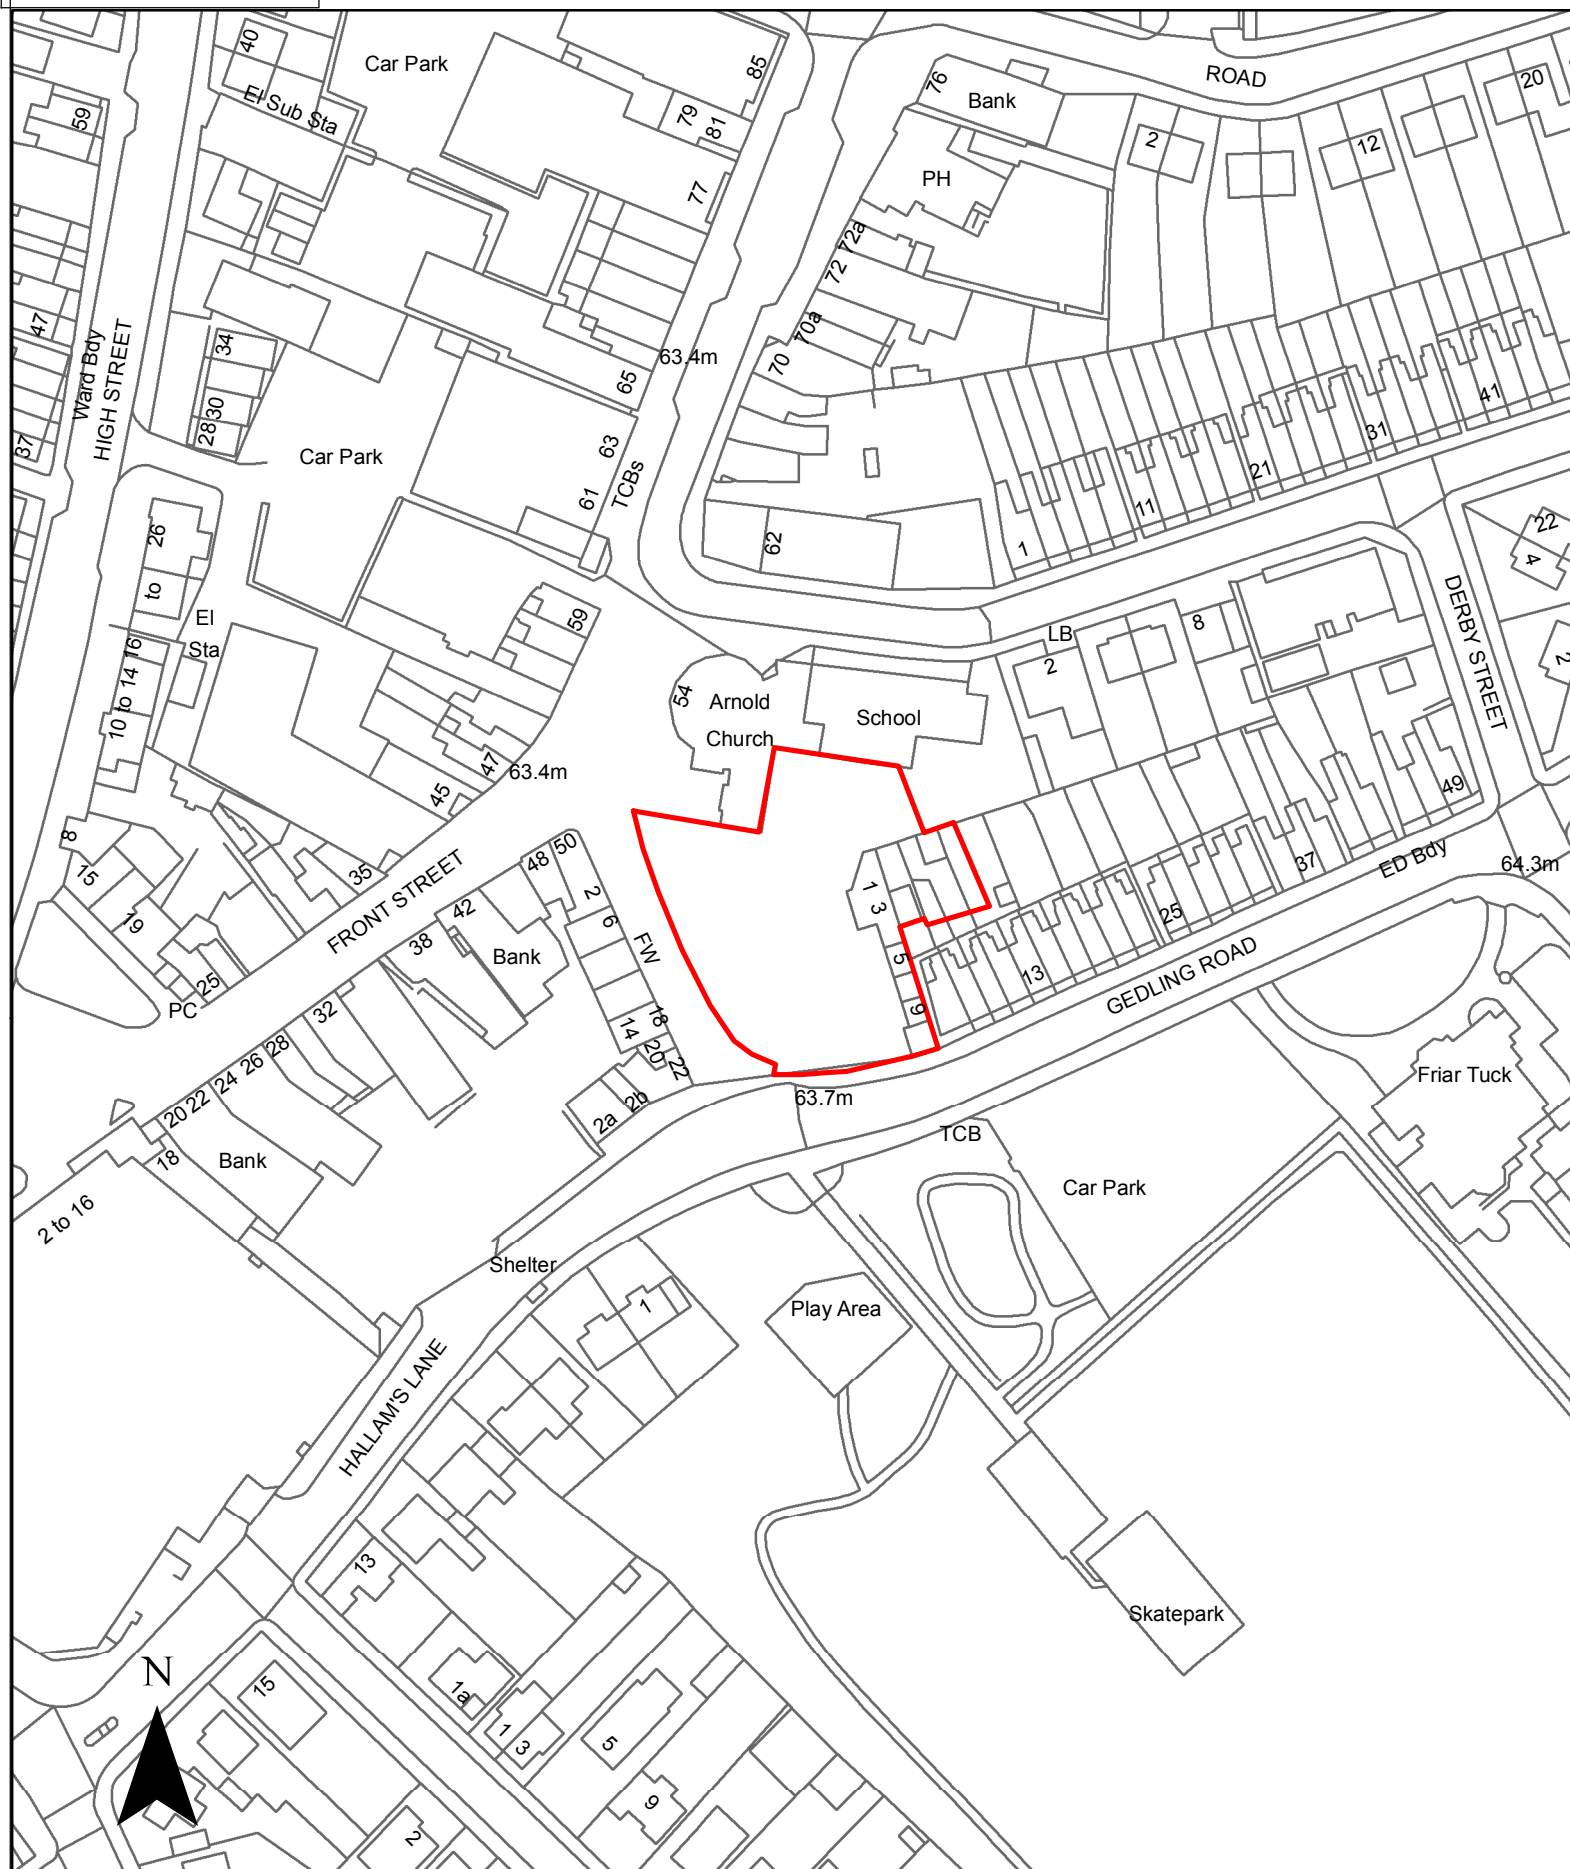 40
Car Park
85
ROAD
20
76
Bank
El Sub Sta
59
79
81
2
12
PH
77
72a
72
47
Ward Bdy
HIGH STREET
34
70a
63.4m
70
65
30
28
41
37
Car Park
63
31
61
TCBs
21
11
26
62
1
22
4
to
El
Sta
59
LB
8
DERBY STREET
2
2
16
10 to 14
54
Arnold
Church
School
47
63.4m
45
49
8
15
35
48
50
37
ED Bdy
64.3m
FRONT STREET
2
1
3
42
6
25
19
38
FW
Bank
5
13
GEDLING ROAD
25
PC
32
18
14
9
28
20
22
26
24
22
20
2b
2a
63.7m
Friar Tuck
18
Bank
TCB
Car Park
2 to 16
Shelter
1
Play Area
HALLAM'S LANE
13
Skatepark
N
15
1a
1
3
5
9
2